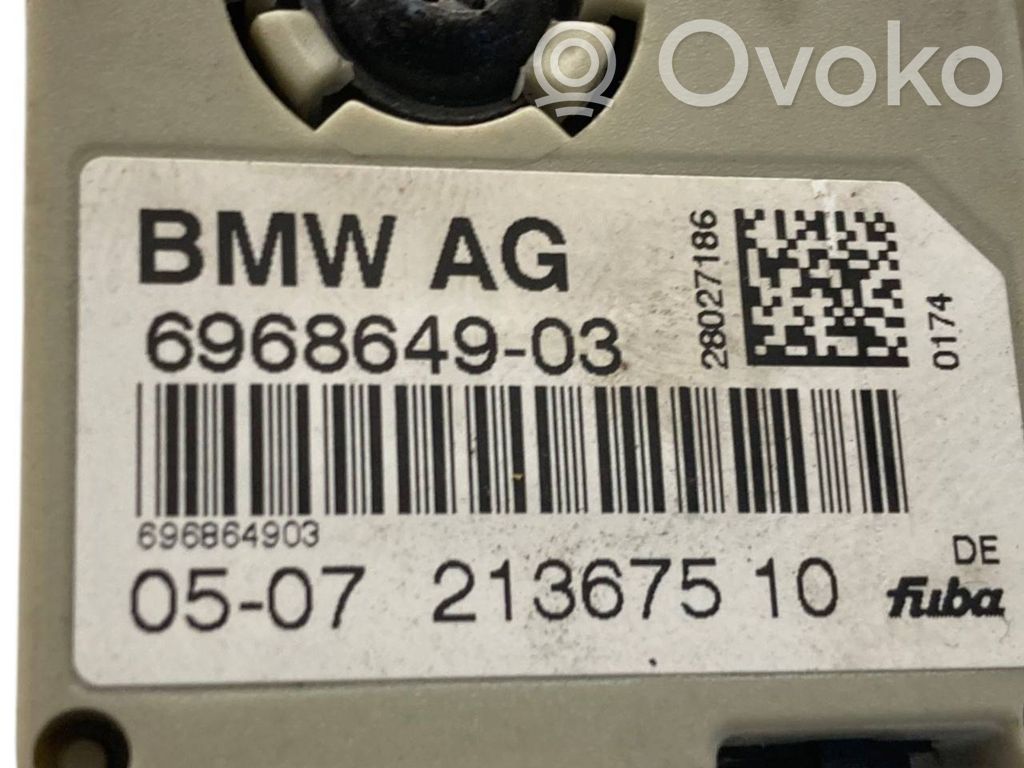 Ovoko
BMW AG
6968649-03
28027186
0174
696864903
05-07 213675 10
DE
fuba